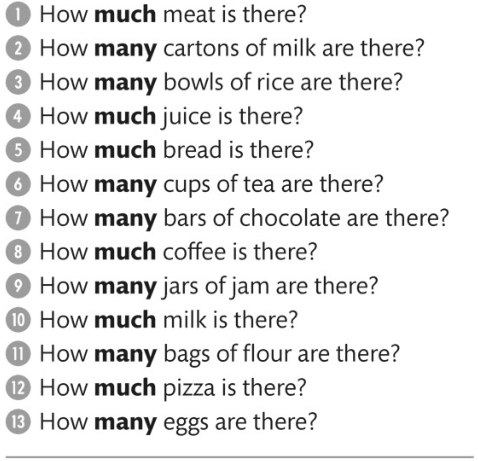 1 How much meat is there?
2 How many cartons of milk are there?
3 How many bowls of rice are there?
4 How much juice is there?
5 How much bread is there?
6 How many cups of tea are there?
7 How many bars of chocolate are there?
8 How much coffee is there?
9 How many jars of jam are there?
10 How much milk is there?
11 How many bags of flour are there?
12 How much pizza is there?
13 How many eggs are there?